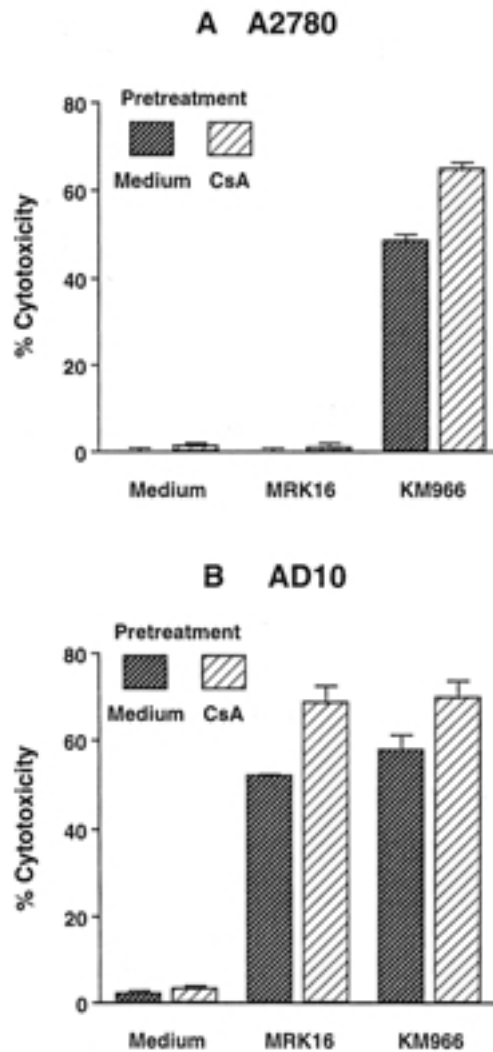 A A2780
Pretreatment
Medium CsA
% Cytotoxicity
80
60
40
20
0
Medium MRK16 KM966
B AD10
Pretreatment
Medium CsA
% Cytotoxicity
80
60
40
20
0
Medium MRK16 KM966